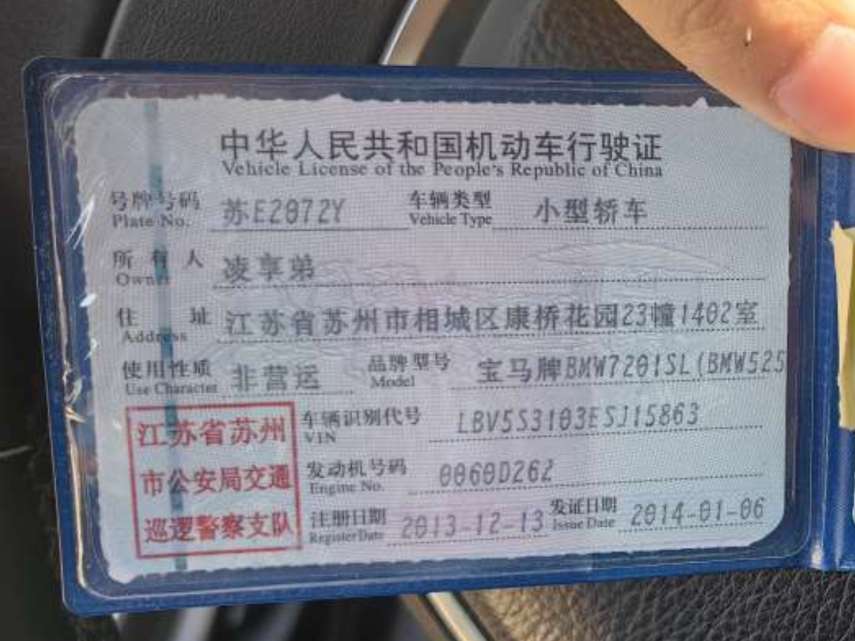 中华人民共和国机动车行驶证
Vehicle License of the People's Republic of China
号牌号码 苏E2072Y 车辆类型 小型轿车
Plate No. Vehicle Type
所有人 凌享弟
Owner
住址 江苏省苏州市相城区康桥花园23幢1402室
Address
使用性质 非营运 品牌型号 宝马牌BMW7201SL(BMW525
Use Character Model
江苏省苏州
市公安局交通
巡逻警察支队
车辆识别代号 LBV5S3103ESJ15863
VIN
发动机号码 0060D262
Engine No.
注册日期 2013-12-13 发证日期 2014-01-06
Register Date Issue Date